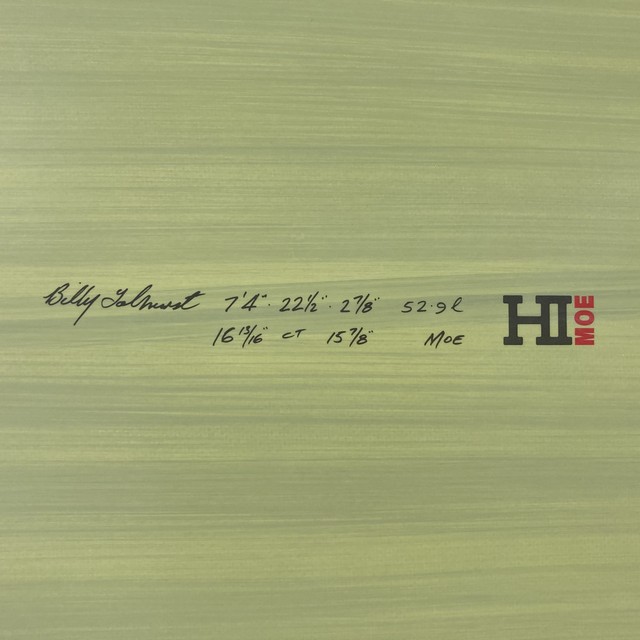 Billy Tolhurst 7'4" · 22½" · 2⅞" 52.9l
16 13/16" CT 15⅞" MOE
HI MOE